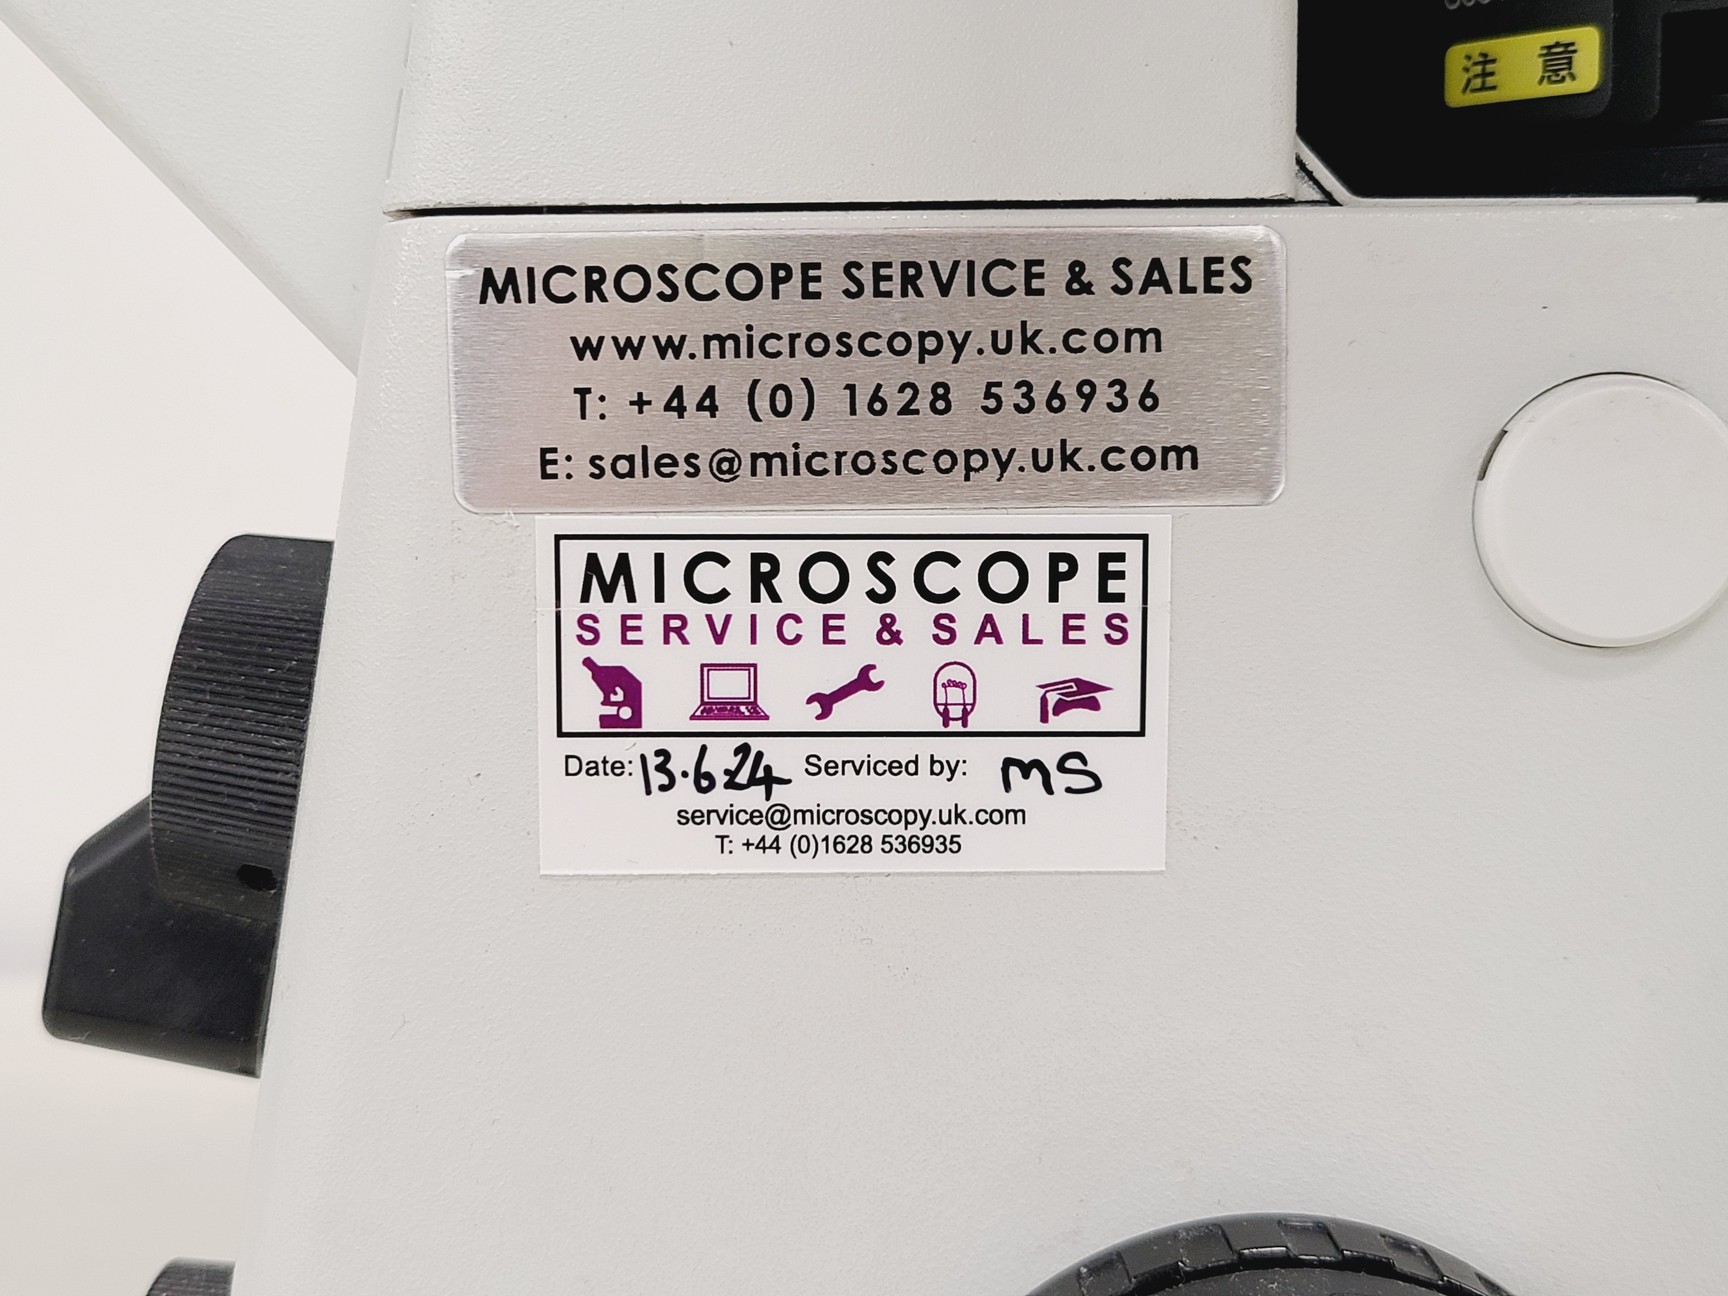 注 意
MICROSCOPE SERVICE & SALES
www.microscopy.uk.com
T: +44 (0) 1628 536936
E: sales@microscopy.uk.com
MICROSCOPE
SERVICE & SALES
Date: 13.6.24 Serviced by: MS
service@microscopy.uk.com
T: +44 (0)1628 536935